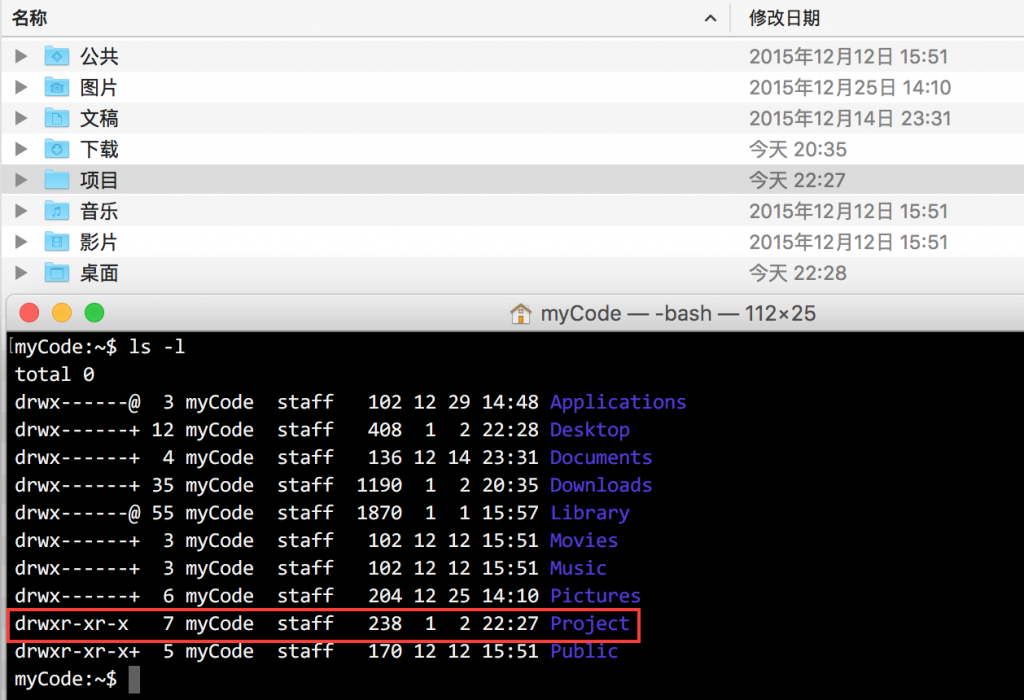 名称 修改日期
公共 2015年12月12日 15:51
图片 2015年12月25日 14:10
文稿 2015年12月14日 23:31
下载 今天 20:35
项目 今天 22:27
音乐 2015年12月12日 15:51
影片 2015年12月12日 15:51
桌面 今天 22:28
myCode — -bash — 112×25
[myCode:~$ ls -l
total 0
drwx------@  3 myCode  staff   102 12 29 14:48 Applications
drwx------+ 12 myCode  staff   408  1  2 22:28 Desktop
drwx------+  4 myCode  staff   136 12 14 23:31 Documents
drwx------+ 35 myCode  staff  1190  1  2 20:35 Downloads
drwx------@ 55 myCode  staff  1870  1  1 15:57 Library
drwx------+  3 myCode  staff   102 12 12 15:51 Movies
drwx------+  3 myCode  staff   102 12 12 15:51 Music
drwx------+  6 myCode  staff   204 12 25 14:10 Pictures
drwxr-xr-x   7 myCode  staff   238  1  2 22:27 Project
drwxr-xr-x+  5 myCode  staff   170 12 12 15:51 Public
myCode:~$